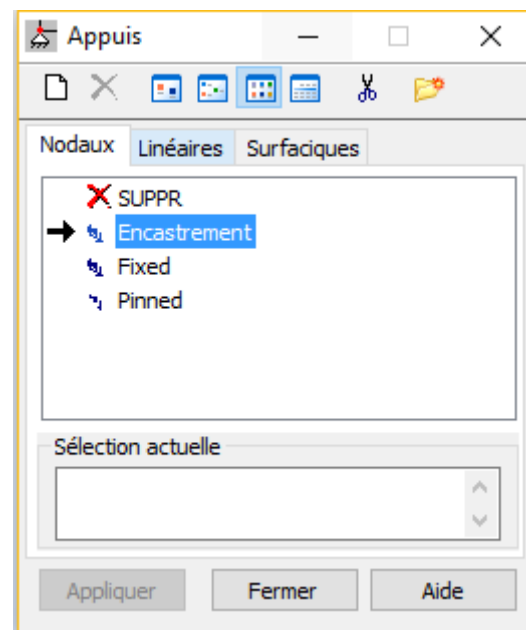 Appuis
Nodaux Linéaires Surfaciques
SUPPR
Encastrement
Fixed
Pinned
Sélection actuelle
Appliquer Fermer Aide